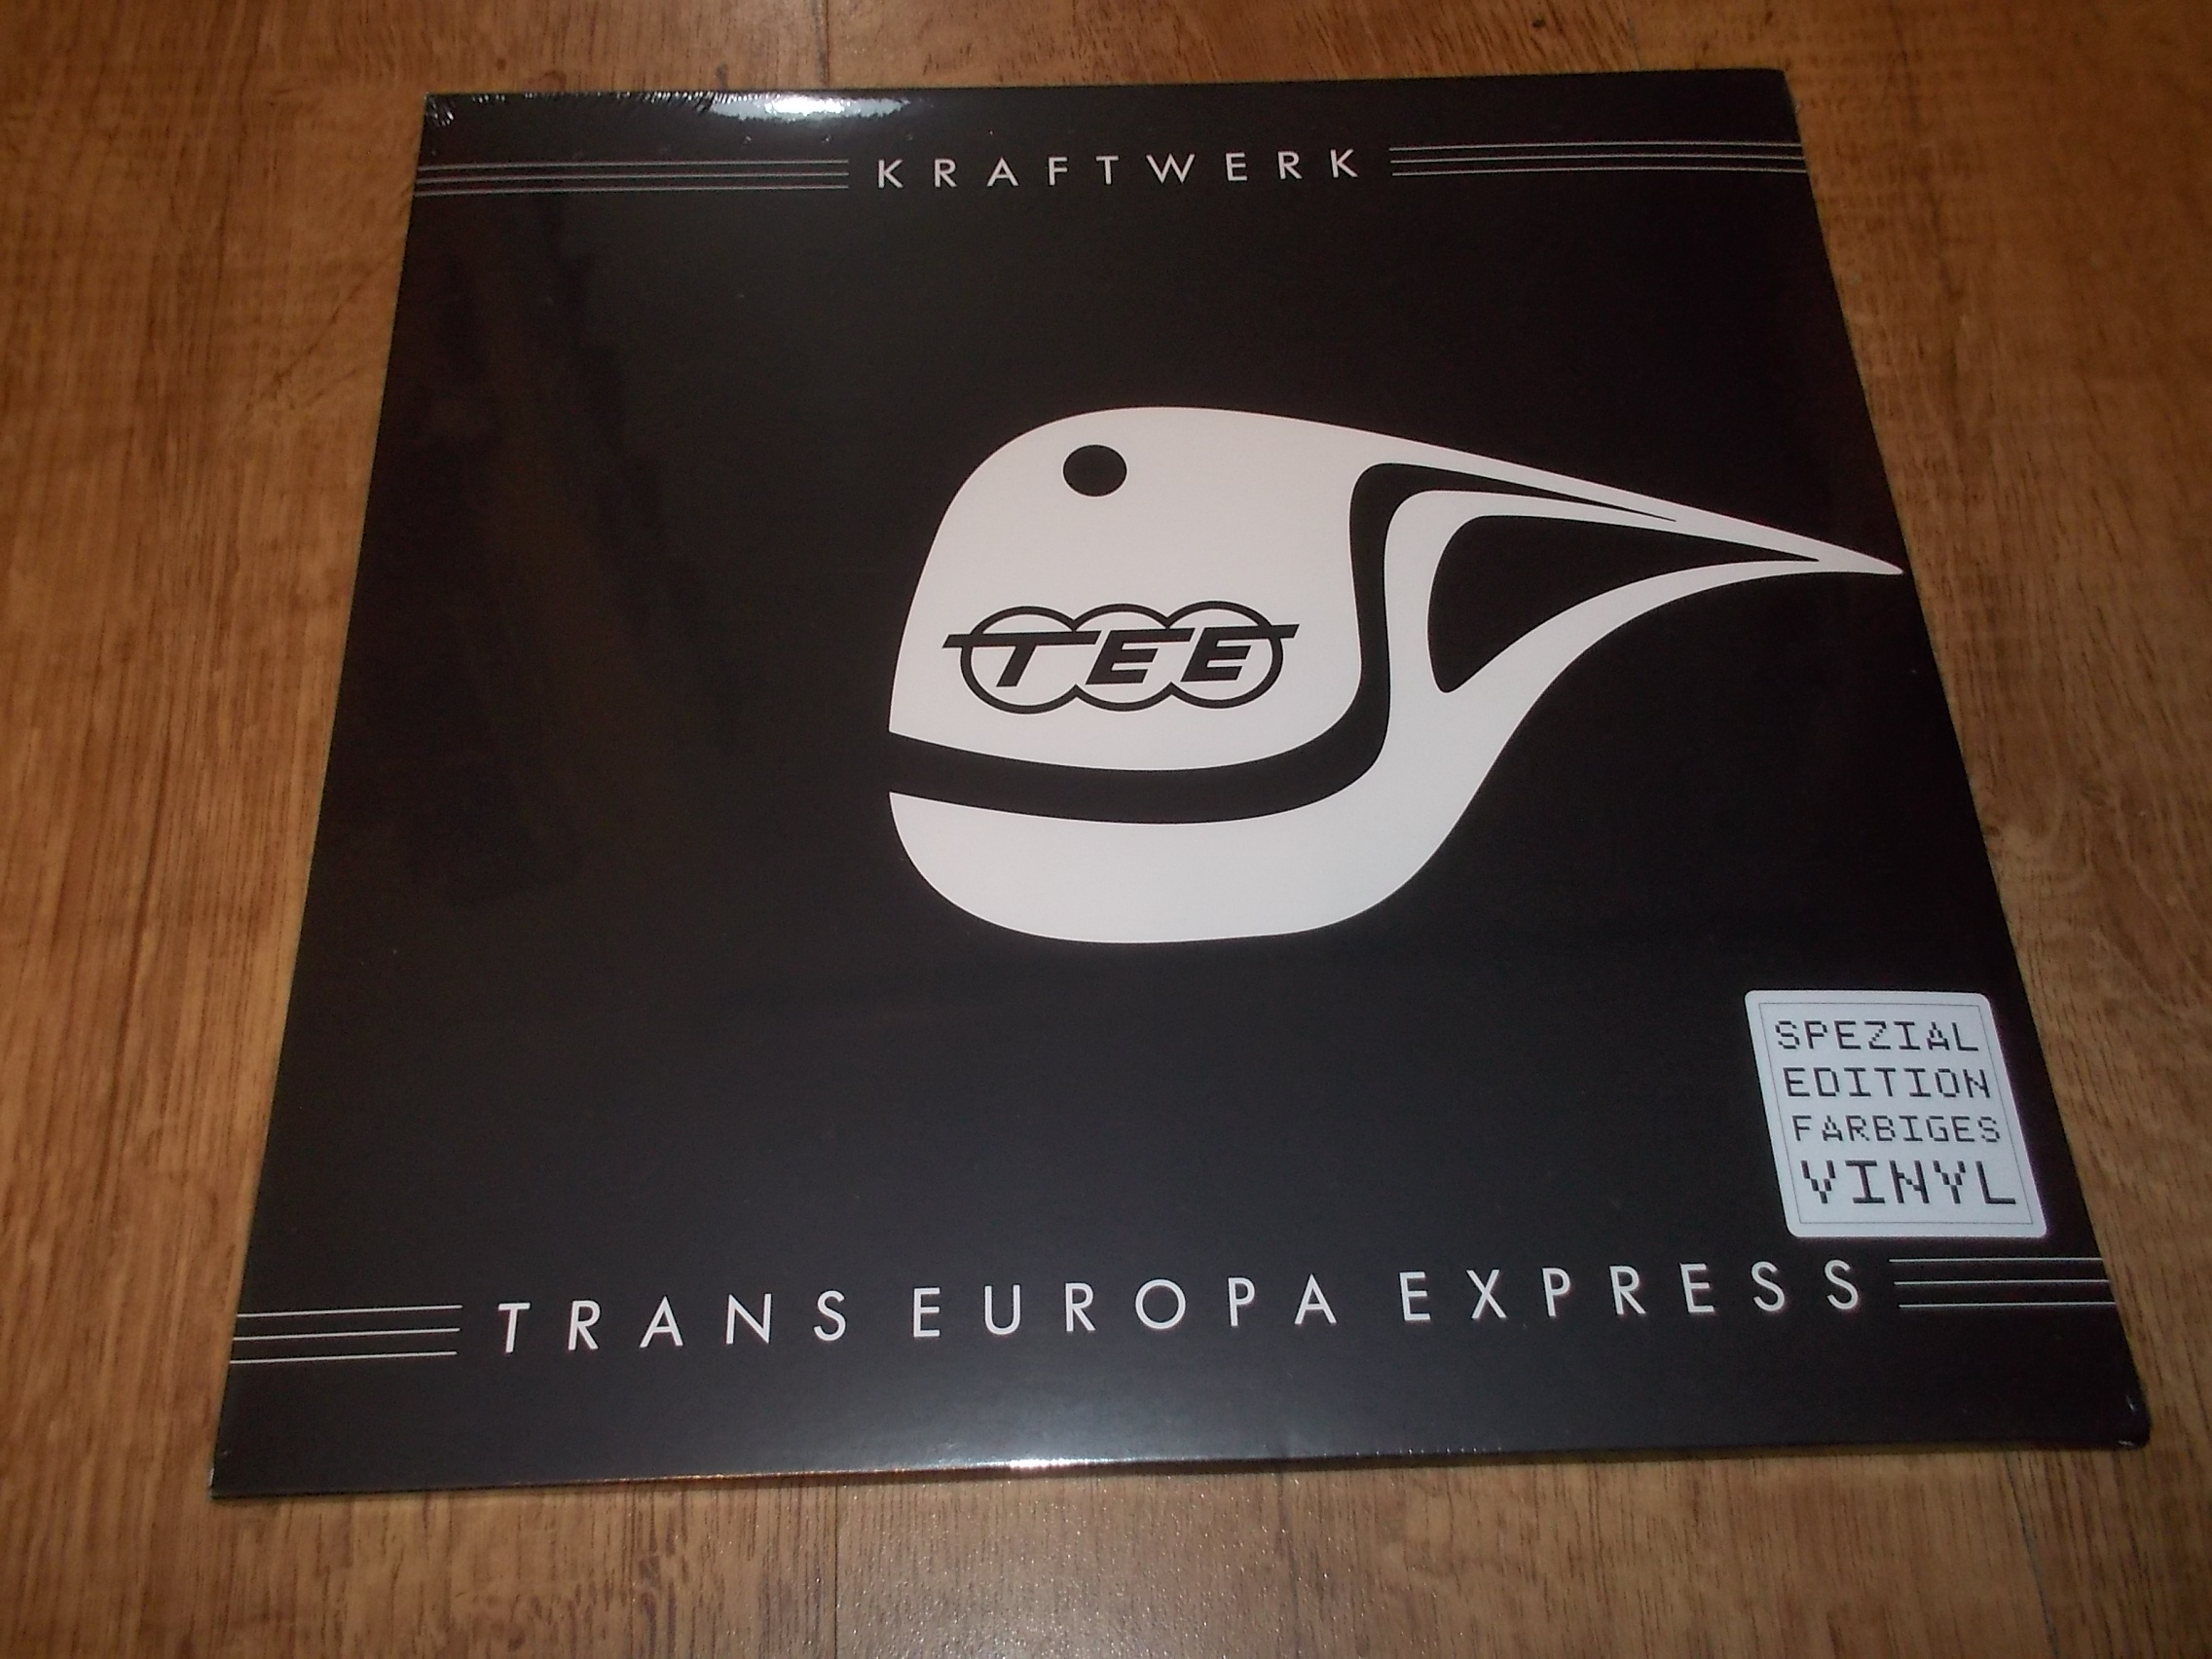 KRAFTWERK
TEE
SPEZIAL
EDITION
FARBIGES
VINYL
TRANS EUROPA EXPRESS